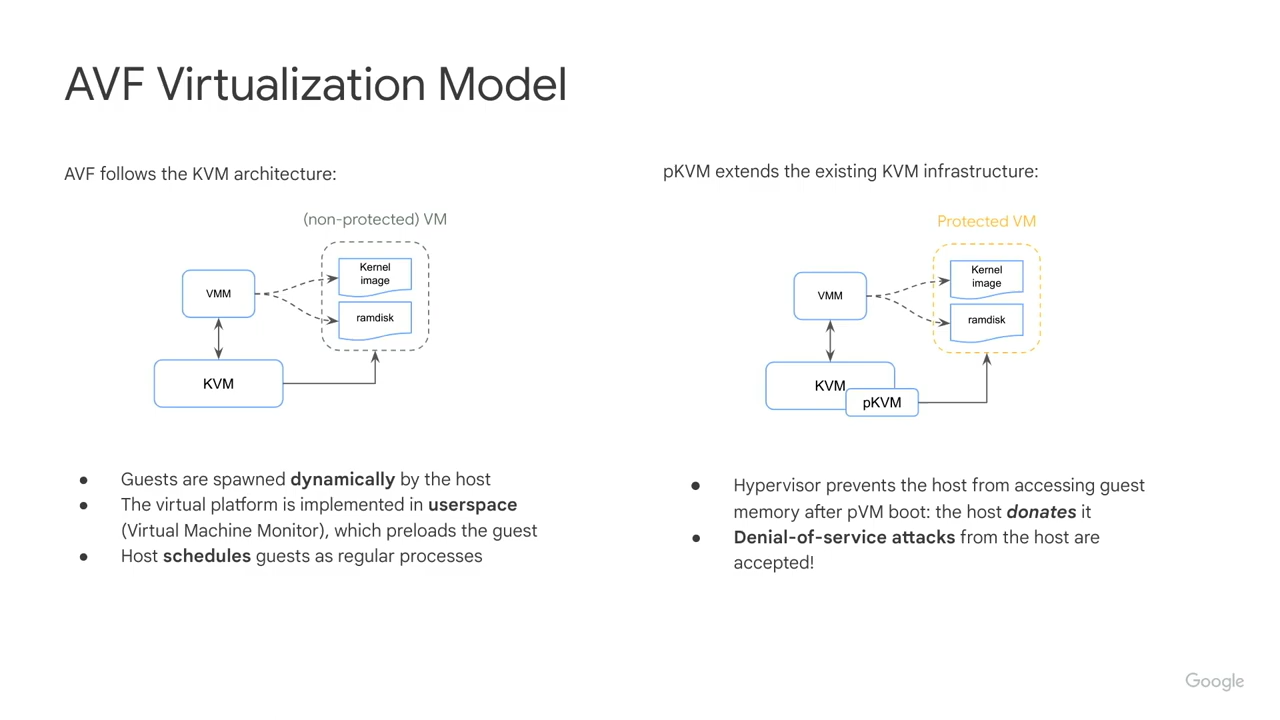 AVF Virtualization Model
AVF follows the KVM architecture:
(non-protected) VM
VMM
Kernel
image
ramdisk
KVM
● Guests are spawned dynamically by the host
● The virtual platform is implemented in userspace
(Virtual Machine Monitor), which preloads the guest
● Host schedules guests as regular processes
pKVM extends the existing KVM infrastructure:
Protected VM
VMM
Kernel
image
ramdisk
KVM
pKVM
● Hypervisor prevents the host from accessing guest
memory after pVM boot: the host donates it
● Denial-of-service attacks from the host are
accepted!
Google